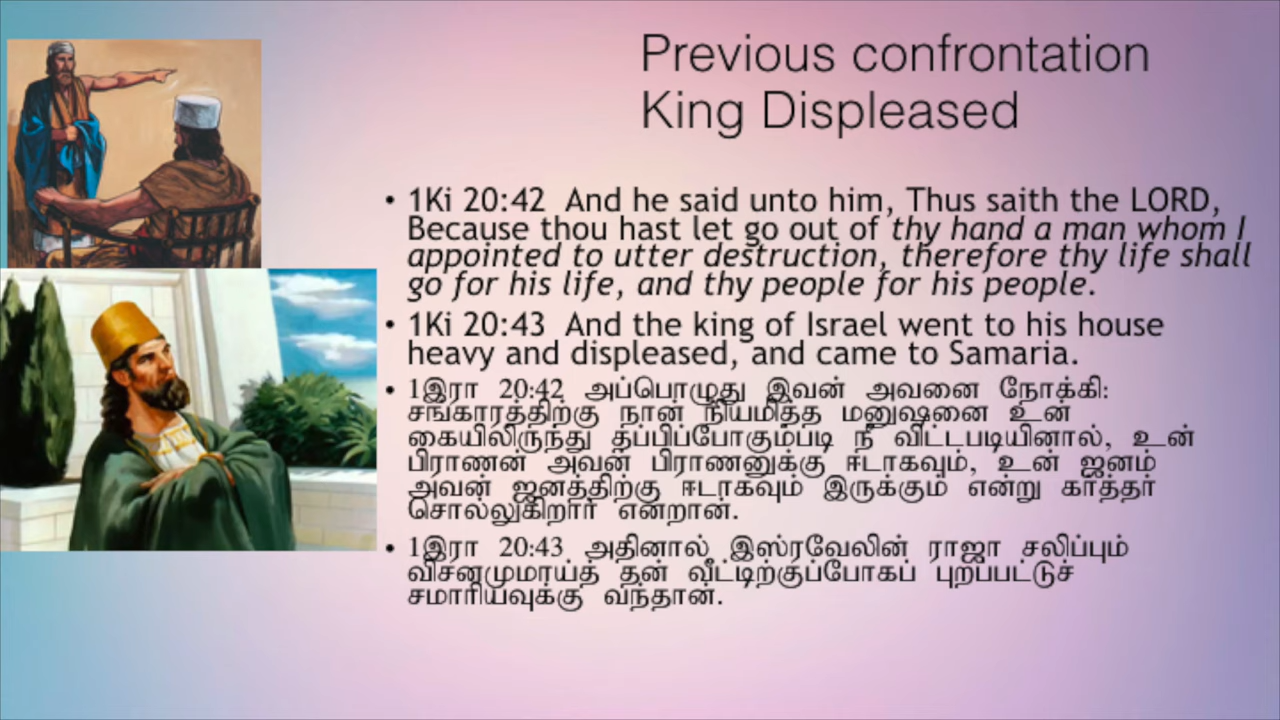 Previous confrontation
King Displeased
• 1Ki 20:42 And he said unto him, Thus saith the LORD,
Because thou hast let go out of thy hand a man whom I
appointed to utter destruction, therefore thy life shall
go for his life, and thy people for his people.
• 1Ki 20:43 And the king of Israel went to his house
heavy and displeased, and came to Samaria.
• 1இரா 20:42 அப்பொழுது இவன் அவனை நோக்கி:
சங்காரத்திற்கு நான் நியமித்த மனுஷனை உன்
கையிலிருந்து தப்பிப்போகும்படி நீ விட்டபடியினால், உன்
பிராணன் அவன் பிராணனுக்கு ஈடாகவும், உன் ஜனம்
அவன் ஜனத்திற்கு ஈடாகவும் இருக்கும் என்று கர்த்தர்
சொல்லுகிறார் என்றான்.
• 1இரா 20:43 அதினால் இஸ்ரவேலின் ராஜா சலிப்பும்
விசனமுமாய்த் தன் வீட்டிற்குப்போகப் புறப்பட்டுச்
சமாரியவுக்கு வந்தான்.